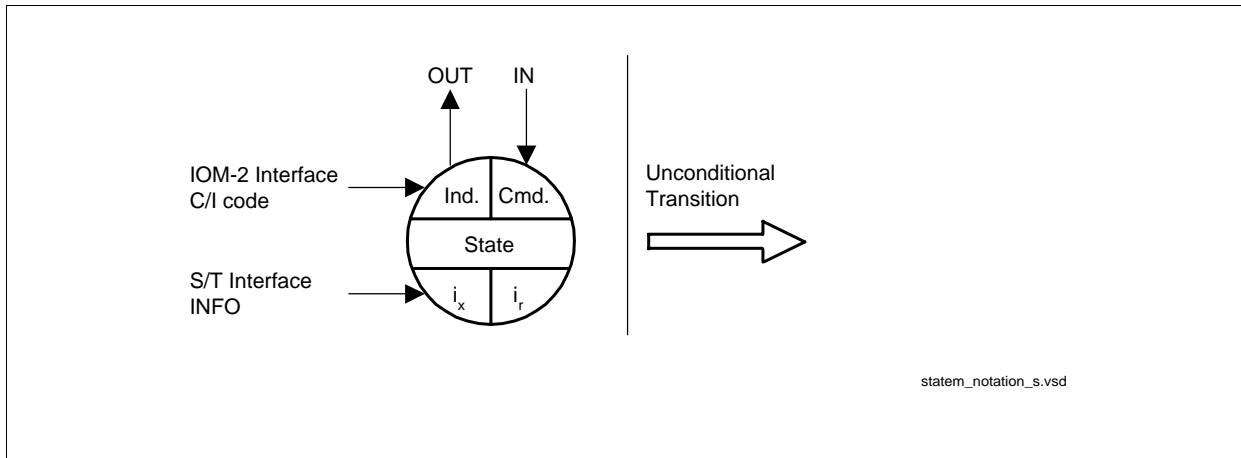 OUT IN
IOM-2 Interface
C/I code
Ind. Cmd.
State
S/T Interface
INFO
iₓ iᵣ
Unconditional
Transition
statem_notation_s.vsd